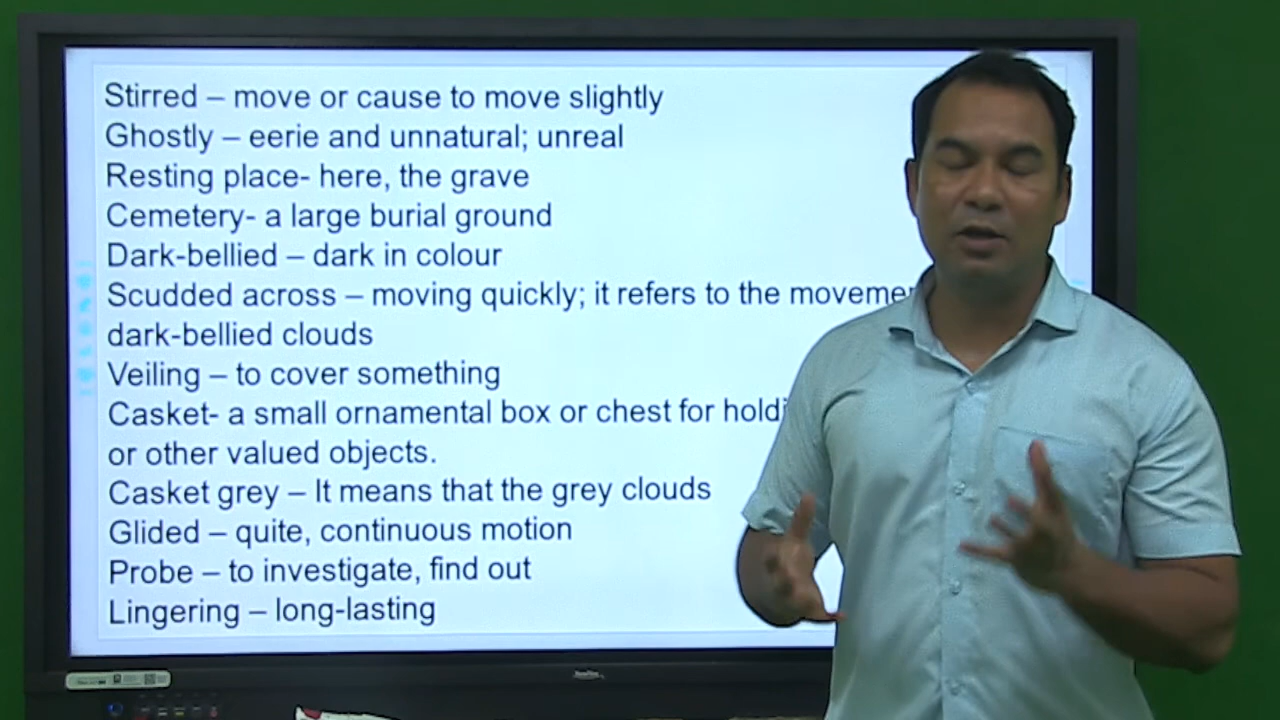 Stirred – move or cause to move slightly
Ghostly – eerie and unnatural; unreal
Resting place- here, the grave
Cemetery- a large burial ground
Dark-bellied – dark in colour
Scudded across – moving quickly; it refers to the
dark-bellied clouds
Veiling – to cover something
Casket- a small ornamental box or chest for
or other valued objects.
Casket grey – It means that the grey clouds
Glided – quite, continuous motion
Probe – to investigate, find out
Lingering – long-lasting